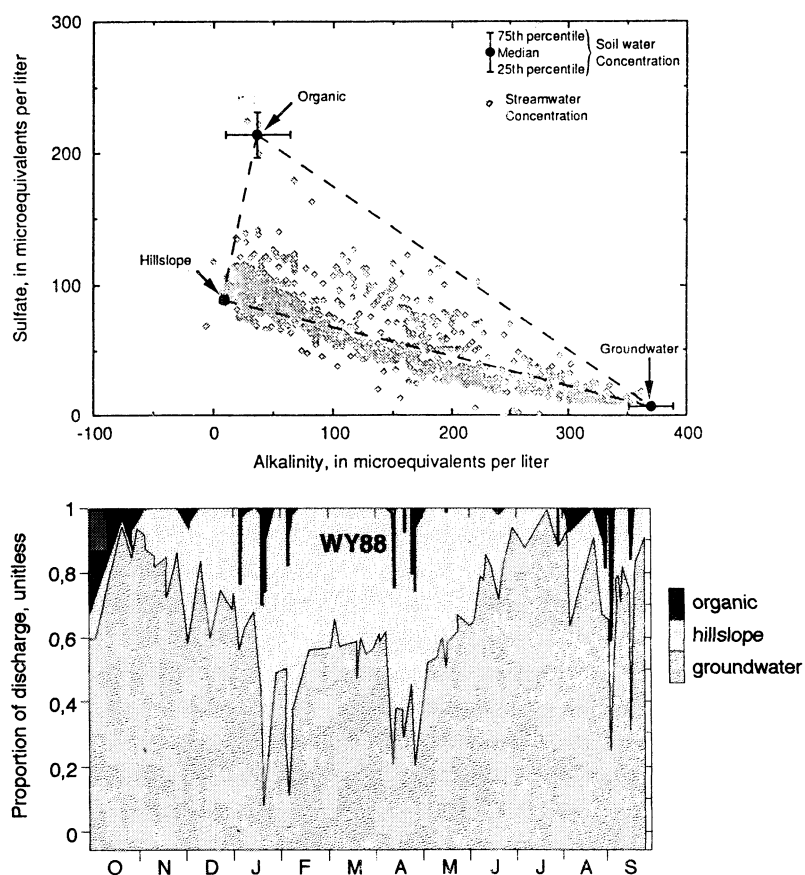 300
200
100
0
Sulfate, in microequivalents per liter
75th percentile
Median
25th percentile
Soil water
Concentration
Streamwater
Concentration
Organic
Hillslope
Groundwater
-100 0 100 200 300 400
Alkalinity, in microequivalents per liter
1
0,8
0,6
0,4
0,2
0
Proportion of discharge, unitless
WY88
organic
hillslope
groundwater
O N D J F M A M J J A S